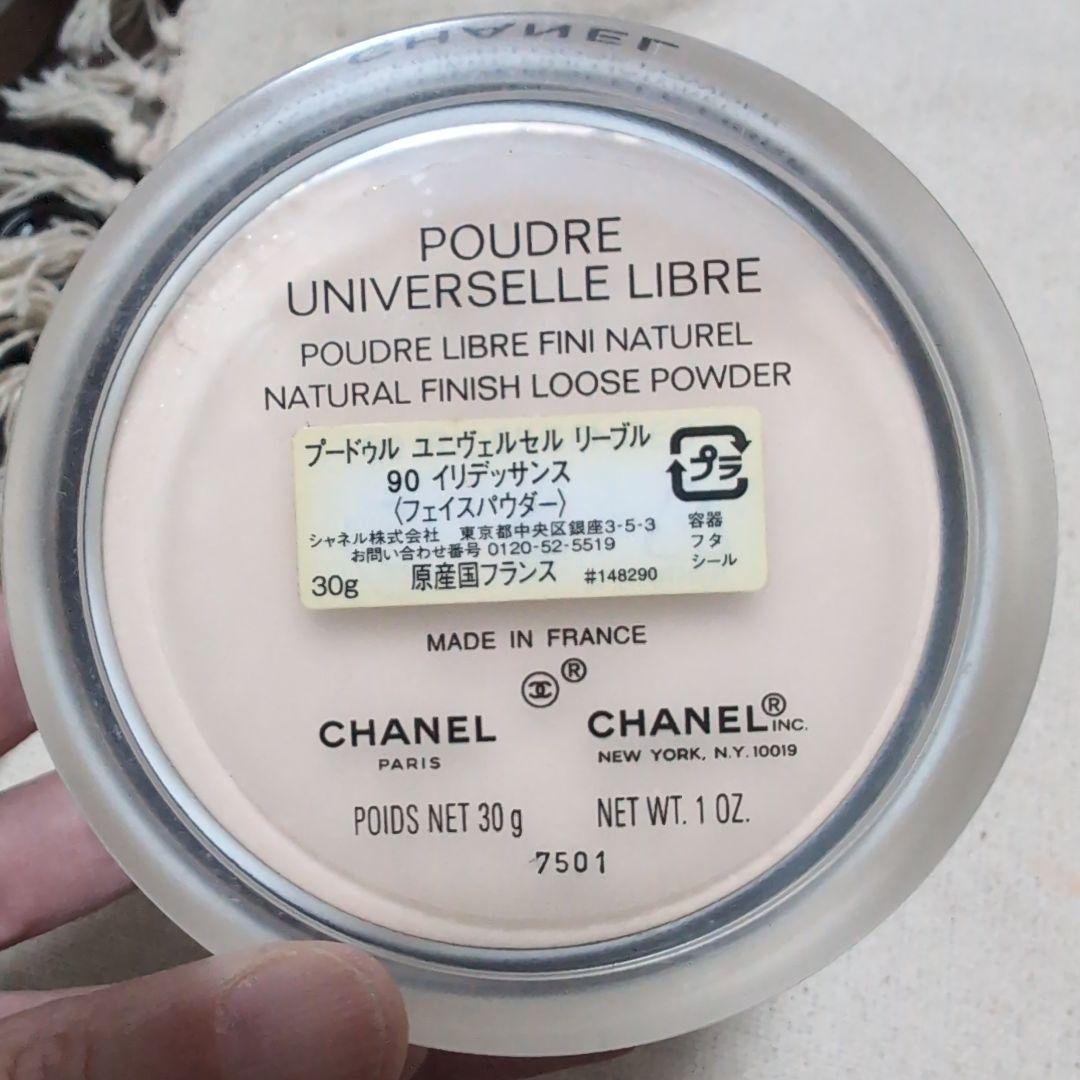 CHANEL
POUDRE
UNIVERSELLE LIBRE
POUDRE LIBRE FINI NATUREL
NATURAL FINISH LOOSE POWDER
プードゥル ユニヴェルセル リーブル
90 イリデッサンス
〈フェイスパウダー〉
シャネル株式会社 東京都中央区銀座3-5-3
お問い合わせ番号 0120-52-5519
30g 原産国フランス #148290
プラ
容器
フタ
シール
MADE IN FRANCE
®
CHANEL
PARIS
CHANEL® INC.
NEW YORK, N.Y. 10019
POIDS NET 30 g
NET WT. 1 OZ.
7501